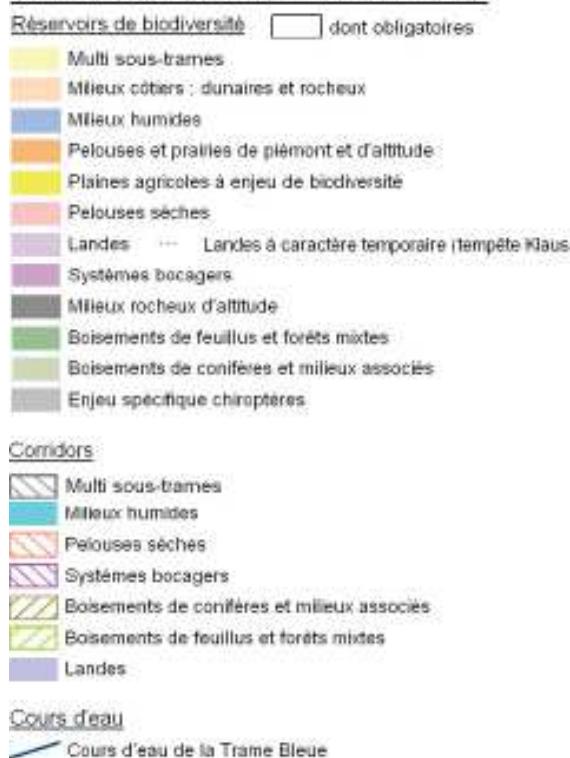 Réservoirs de biodiversité dont obligatoires
Multi sous-trames
Milieux côtiers : dunaires et rocheux
Milieux humides
Pelouses et prairies de piémont et d'altitude
Plaines agricoles à enjeu de biodiversité
Pelouses sèches
Landes --- Landes à caractère temporaire (tempête Klaus
Systèmes bocagers
Milieux rocheux d'altitude
Boisements de feuillus et forêts mixtes
Boisements de conifères et milieux associés
Enjeu spécifique chiroptères
Corridors
Multi sous-trames
Milieux humides
Pelouses sèches
Systèmes bocagers
Boisements de conifères et milieux associés
Boisements de feuillus et forêts mixtes
Landes
Cours d'eau
Cours d'eau de la Trame Bleue